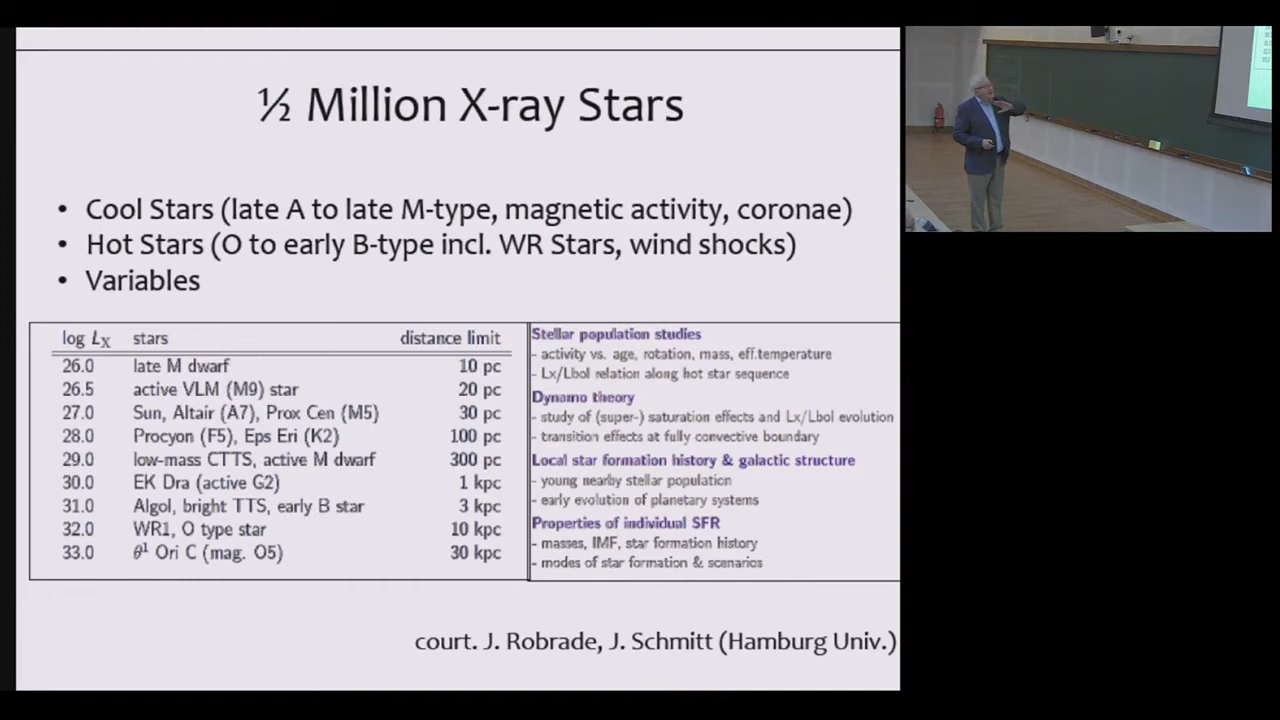 ½ Million X-ray Stars
• Cool Stars (late A to late M-type, magnetic activity, coronae)
• Hot Stars (O to early B-type incl. WR Stars, wind shocks)
• Variables
log LX stars distance limit
26.0 late M dwarf 10 pc
26.5 active VLM (M9) star 20 pc
27.0 Sun, Altair (A7), Prox Cen (M5) 30 pc
28.0 Procyon (F5), Eps Eri (K2) 100 pc
29.0 low-mass CTTS, active M dwarf 300 pc
30.0 EK Dra (active G2) 1 kpc
31.0 Algol, bright TTS, early B star 3 kpc
32.0 WR1, O type star 10 kpc
33.0 θ¹ Ori C (mag. O5) 30 kpc
Stellar population studies
- activity vs. age, rotation, mass, eff.temperature
- Lx/Lbol relation along hot star sequence
Dynamo theory
- study of (super-) saturation effects and Lx/Lbol evolution
- transition effects at fully convective boundary
Local star formation history & galactic structure
- young nearby stellar population
- early evolution of planetary systems
Properties of individual SFR
- masses, IMF, star formation history
- modes of star formation & scenarios
court. J. Robrade, J. Schmitt (Hamburg Univ.)